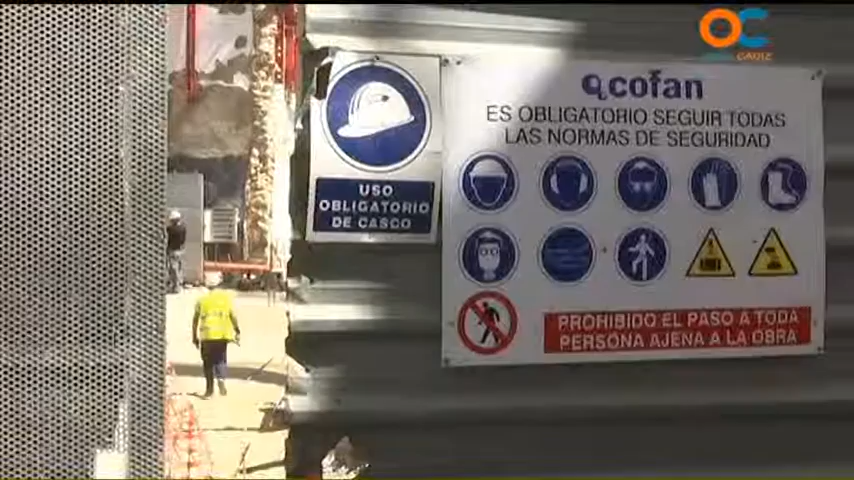 OC
CADIZ
cofan
ES OBLIGATORIO SEGUIR TODAS
LAS NORMAS DE SEGURIDAD
USO
OBLIGATORIO
DE CASCO
PROHIBIDO EL PASO A TODA
PERSONA AJENA A LA OBRA